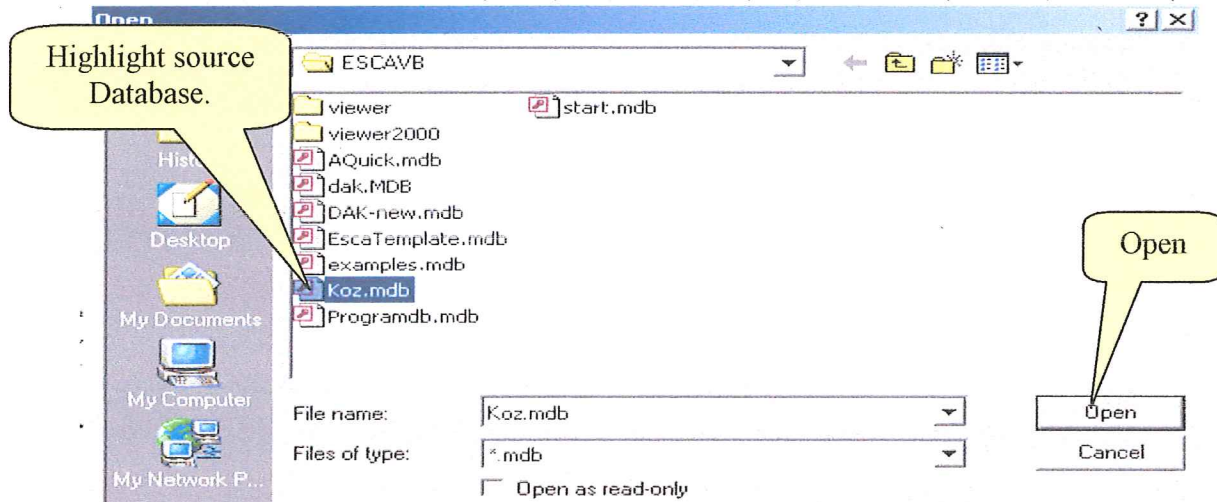 Open
Highlight source
Database.
ESCAVB
viewer
viewer2000
AQuick.mdb
dak.MDB
DAK-new.mdb
EscaTemplate.mdb
examples.mdb
Koz.mdb
Programdb.mdb
start.mdb
Desktop
My Documents
My Computer
My Network P...
Open
File name:
Koz.mdb
Open
Files of type:
*.mdb
Cancel
Open as read-only